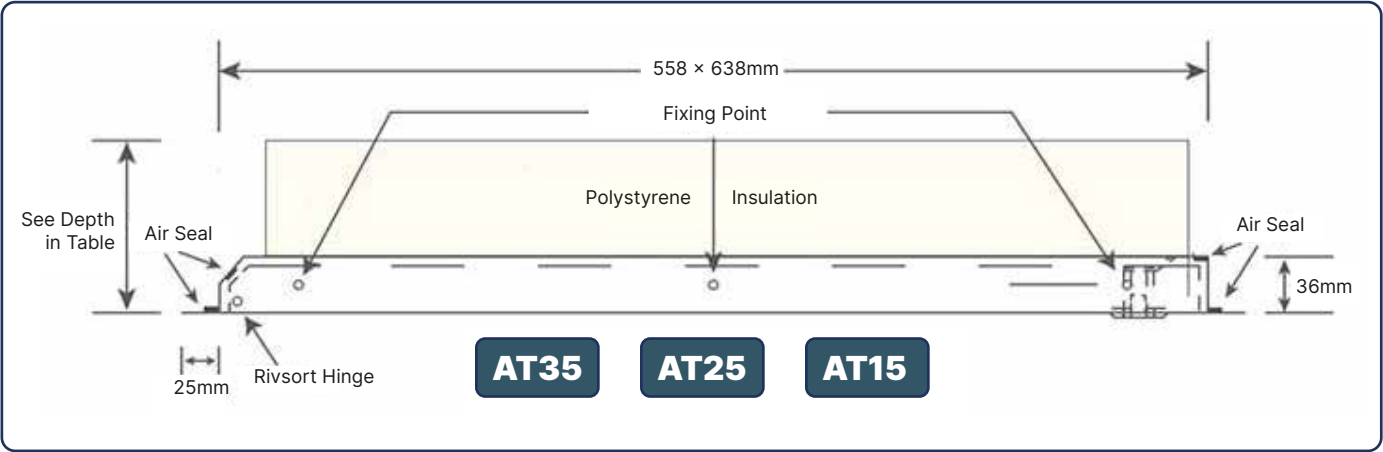 558 × 638mm
Fixing Point
Polystyrene Insulation
See Depth
in Table
Air Seal
Air Seal
36mm
25mm
Rivsort Hinge
AT35
AT25
AT15